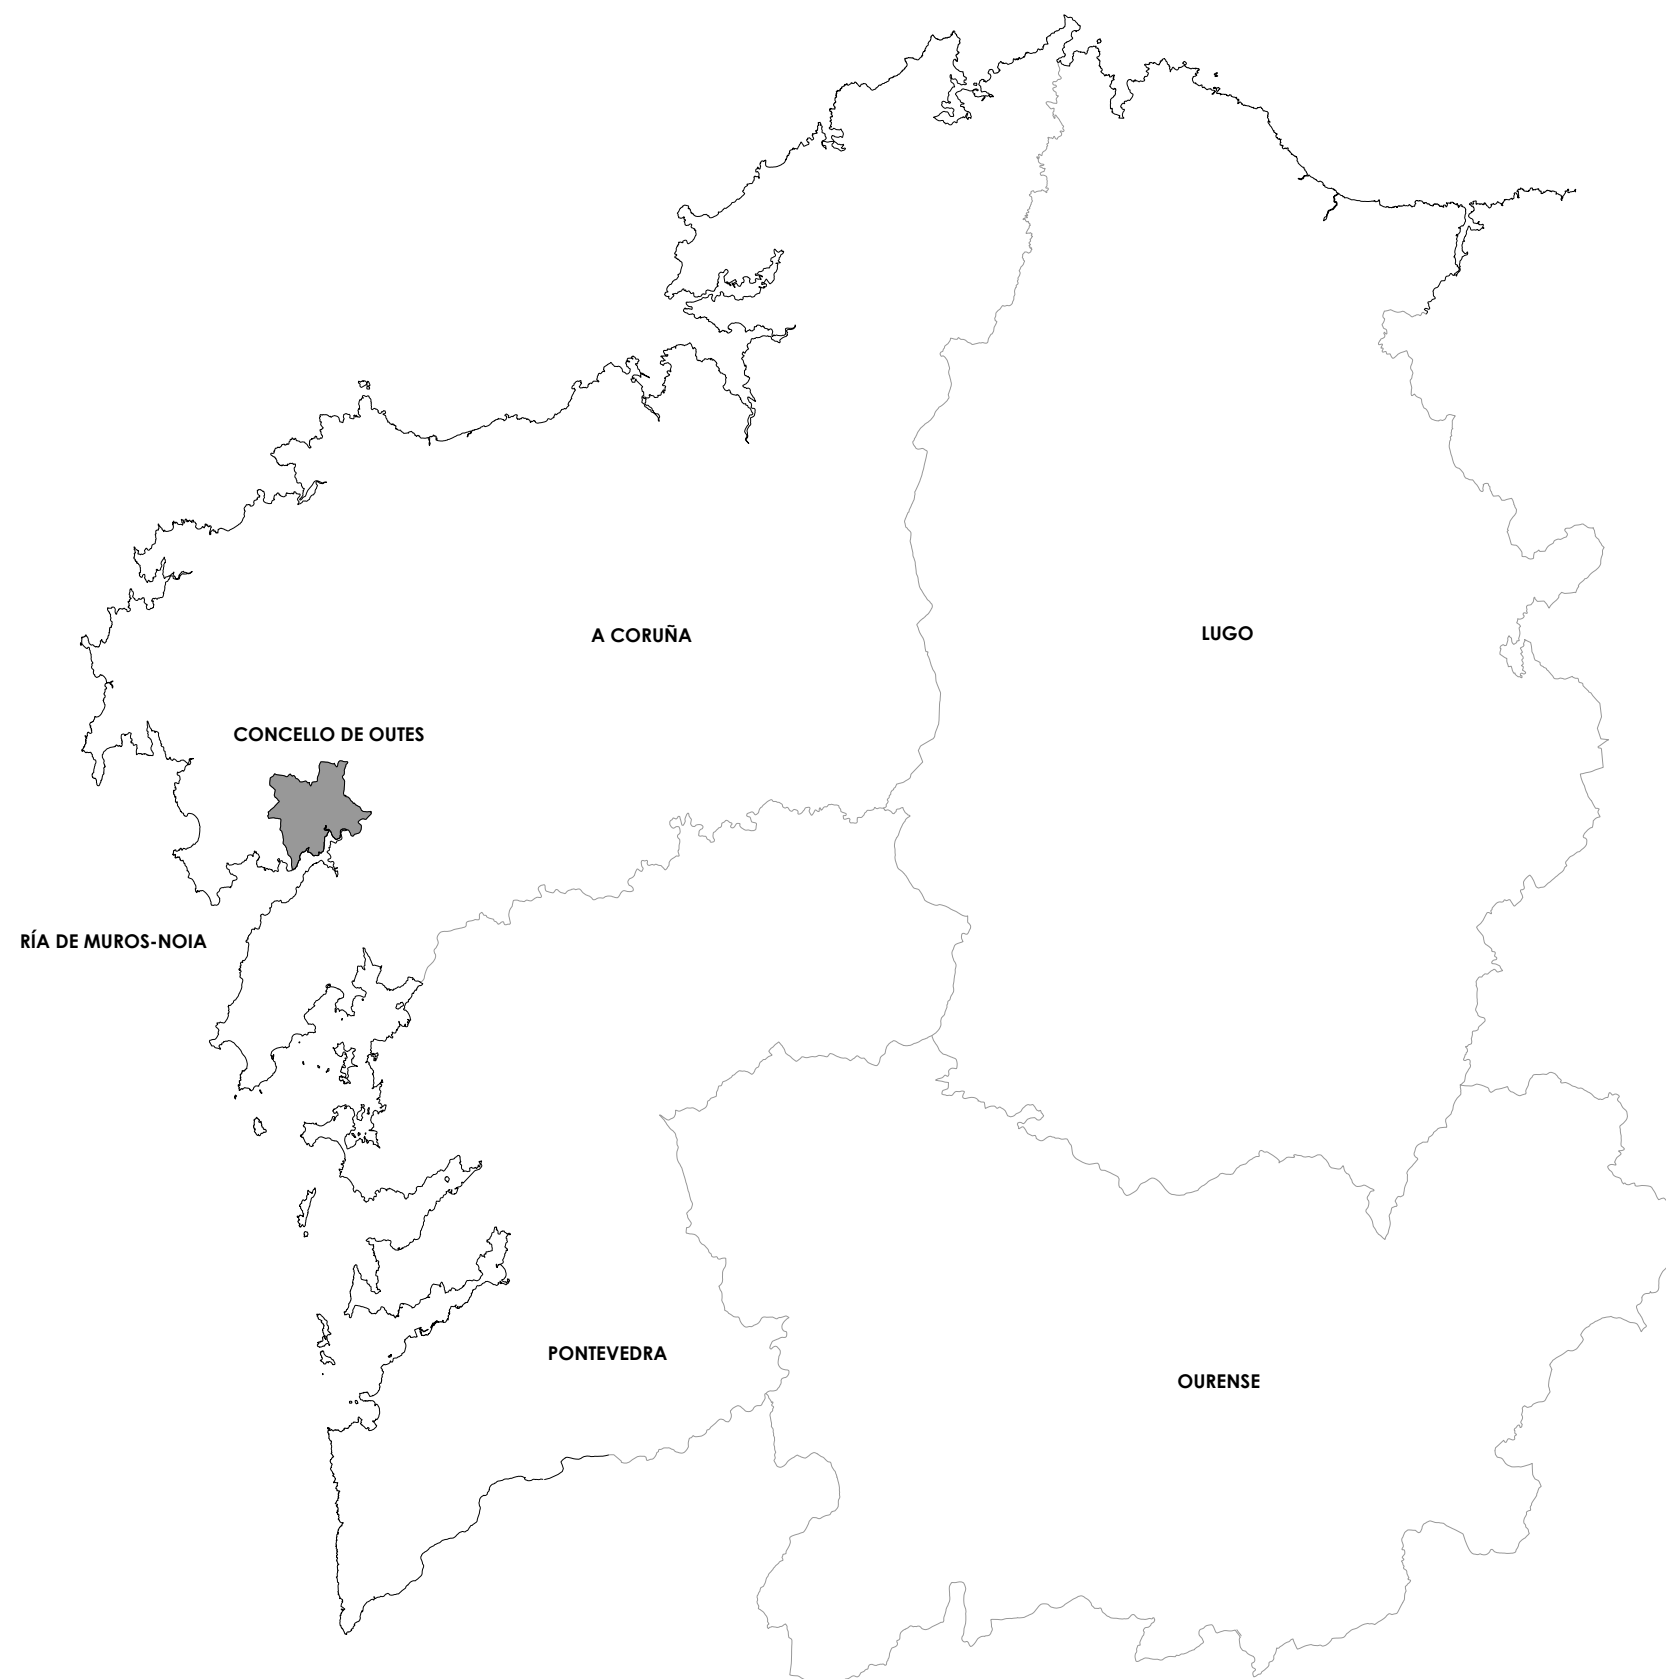 A CORUÑA
LUGO
CONCELLO DE OUTES
RÍA DE MUROS-NOIA
PONTEVEDRA
OURENSE